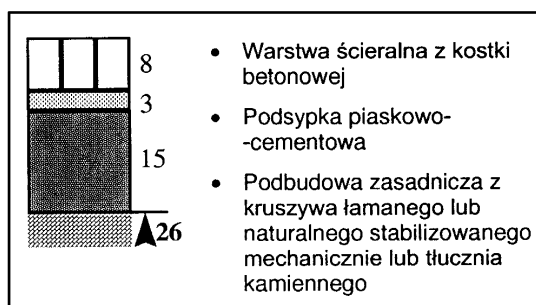 8
3
15
26
• Warstwa ścieralna z kostki
betonowej
• Podsypka piaskowo-
-cementowa
• Podbudowa zasadnicza z
kruszywa łamanego lub
naturalnego stabilizowanego
mechanicznie lub tłucznia
kamiennego